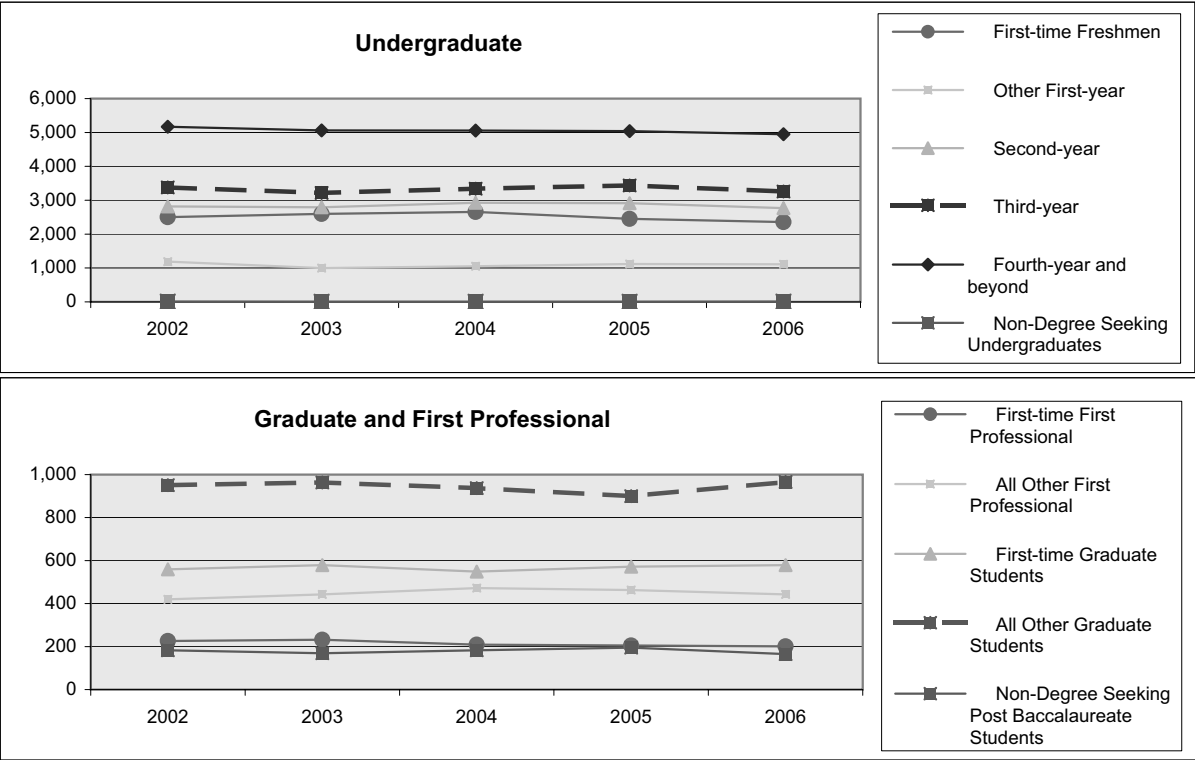 Undergraduate
6,000
5,000
4,000
3,000
2,000
1,000
0
2002 2003 2004 2005 2006
First-time Freshmen
Other First-year
Second-year
Third-year
Fourth-year and
beyond
Non-Degree Seeking
Undergraduates
Graduate and First Professional
1,000
800
600
400
200
0
2002 2003 2004 2005 2006
First-time First
Professional
All Other First
Professional
First-time Graduate
Students
All Other Graduate
Students
Non-Degree Seeking
Post Baccalaureate
Students